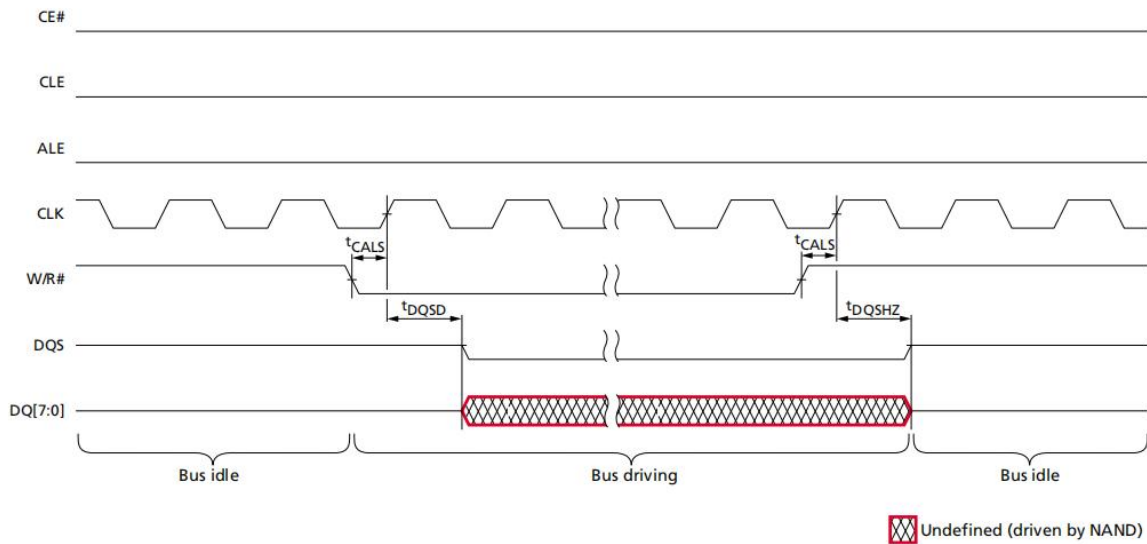 CE#
CLE
ALE
CLK
tCALS tCALS
W/R#
tDQSD tDQSHZ
DQS
DQ[7:0]
Bus idle Bus driving Bus idle
Undefined (driven by NAND)